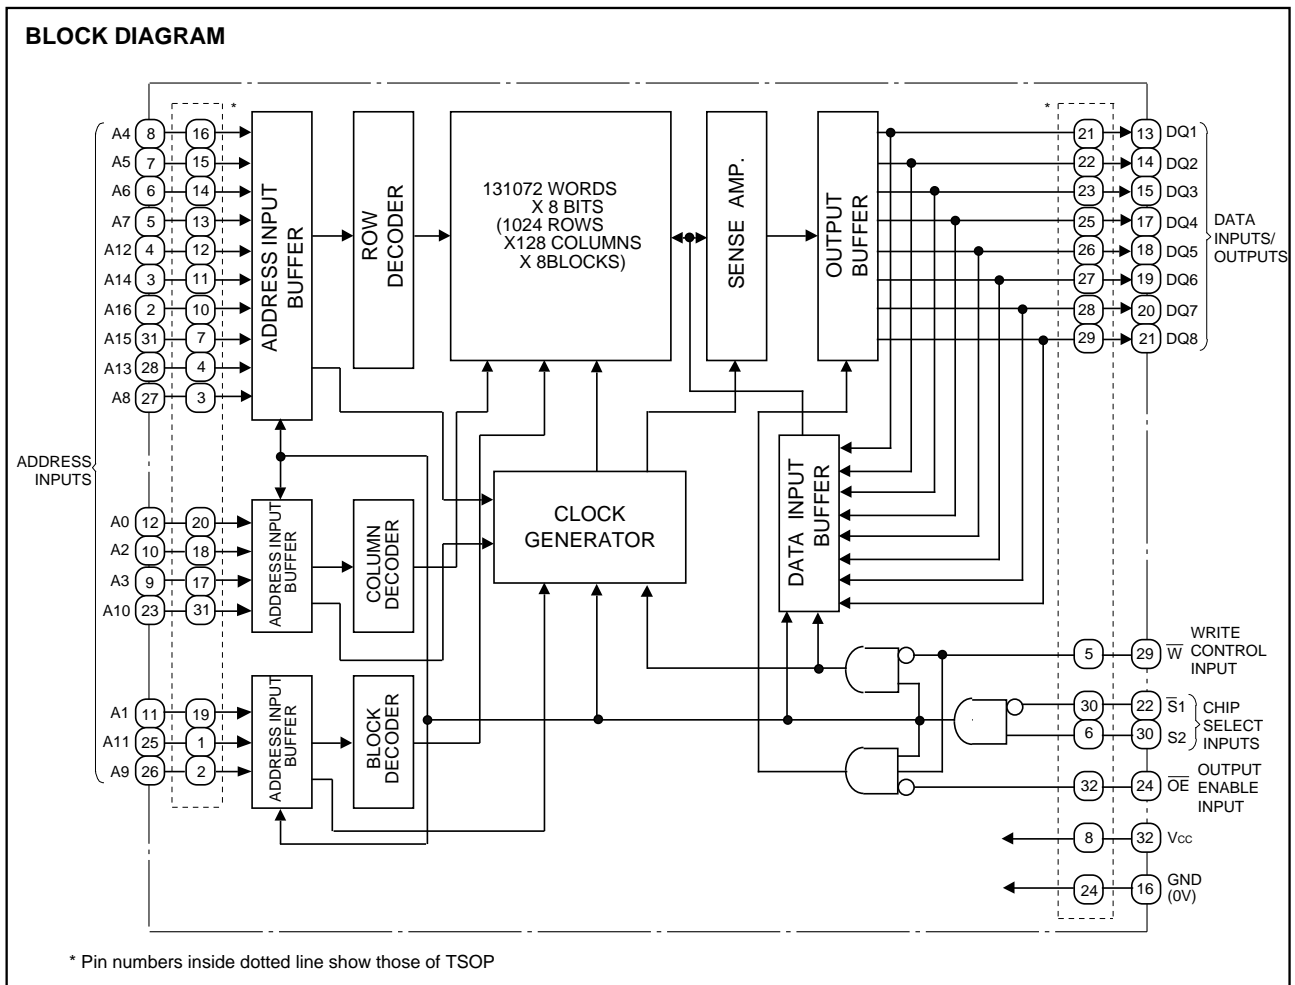 BLOCK DIAGRAM
*
*
A4 8 16
A5 7 15
A6 6 14
A7 5 13
A12 4 12
A14 3 11
A16 2 10
A15 31 7
A13 28 4
A8 27 3
ADDRESS
INPUTS
A0 12 20
A2 10 18
A3 9 17
A10 23 31
A1 11 19
A11 25 1
A9 26 2
ADDRESS INPUT
BUFFER
ROW
DECODER
131072 WORDS
X 8 BITS
(1024 ROWS
X128 COLUMNS
X 8BLOCKS)
SENSE AMP.
OUTPUT
BUFFER
21 13 DQ1
22 14 DQ2
23 15 DQ3
25 17 DQ4
26 18 DQ5
27 19 DQ6
28 20 DQ7
29 21 DQ8
DATA
INPUTS/
OUTPUTS
ADDRESS INPUT
BUFFER
COLUMN
DECODER
CLOCK
GENERATOR
DATA INPUT
BUFFER
ADDRESS INPUT
BUFFER
BLOCK
DECODER
5 29 W
WRITE
CONTROL
INPUT
30 22 S1
6 30 S2
CHIP
SELECT
INPUTS
32 24 OE
OUTPUT
ENABLE
INPUT
8 32 Vcc
24 16 GND
(0V)
* Pin numbers inside dotted line show those of TSOP